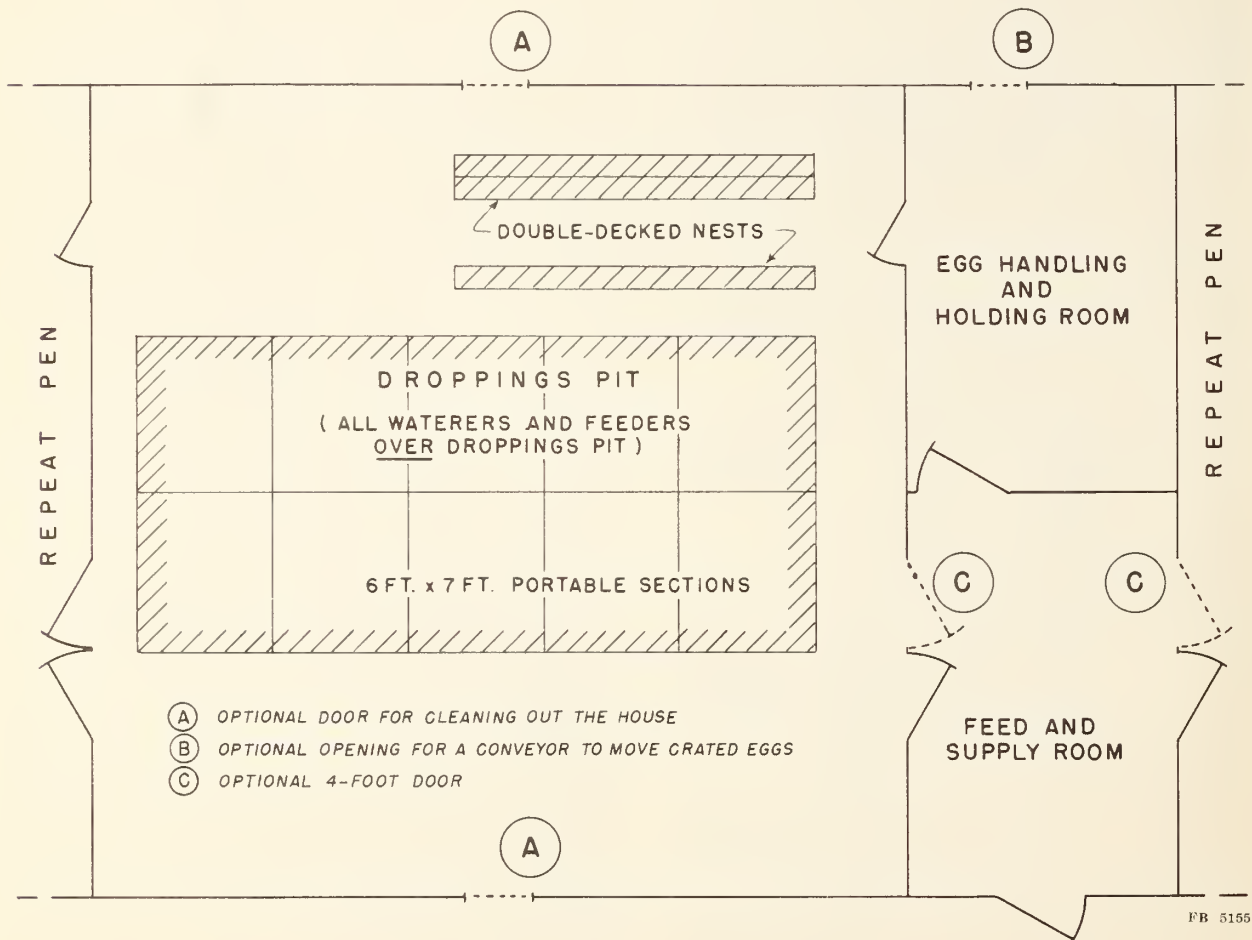 A
B
DOUBLE-DECKED NESTS
EGG HANDLING
AND
HOLDING ROOM
REPEAT PEN
REPEAT PEN
DROPPINGS PIT
( ALL WATERERS AND FEEDERS
OVER DROPPINGS PIT )
6 FT. x 7 FT. PORTABLE SECTIONS
C
C
A OPTIONAL DOOR FOR CLEANING OUT THE HOUSE
B OPTIONAL OPENING FOR A CONVEYOR TO MOVE CRATED EGGS
C OPTIONAL 4-FOOT DOOR
FEED AND
SUPPLY ROOM
A
FB 5155